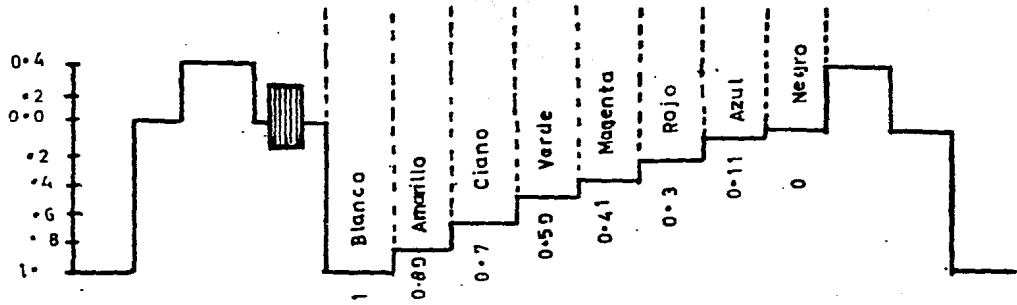 0·4
·2
0·0
·2
·4
·6
·8
1·
Blanco
Amarillo
Ciano
Verde
Magenta
Rojo
Azul
Negro
1
0·89
0·7
0·59
0·41
0·3
0·11
0